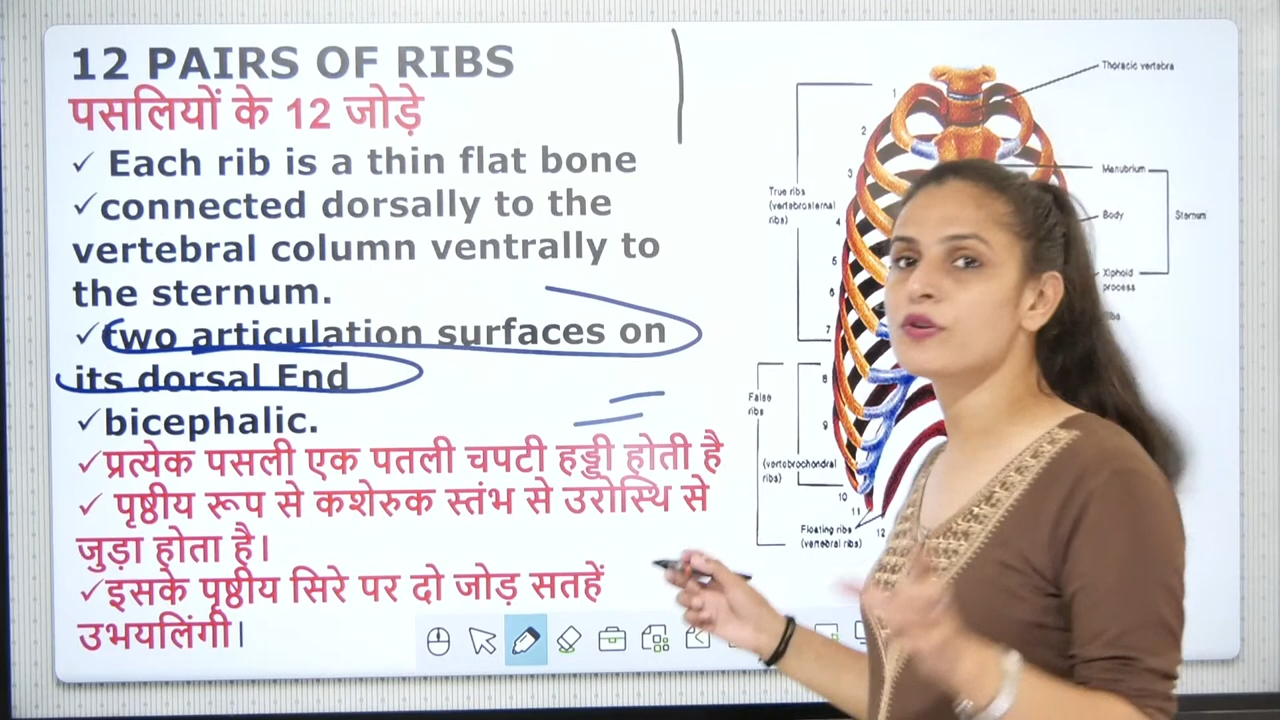 12 PAIRS OF RIBS
पसलियों के 12 जोड़े
✓ Each rib is a thin flat bone
✓connected dorsally to the
vertebral column ventrally to
the sternum.
✓two articulation surfaces on
its dorsal End
✓bicephalic.
✓प्रत्येक पसली एक पतली चपटी हड्डी होती है
✓ पृष्ठीय रूप से कशेरुक स्तंभ से उरोस्थि से
जुड़ा होता है।
✓इसके पृष्ठीय सिरे पर दो जोड़ सतहें
उभयलिंगी।
Thoracic vertebra
1
2
3
Manubrium
True ribs
(vertebrosternal
ribs)
4
Body
Sternum
5
Xiphoid
process
6
7
8
False
ribs
9
(vertebrochondral
ribs)
10
11
Floating ribs
(vertebral ribs)
12